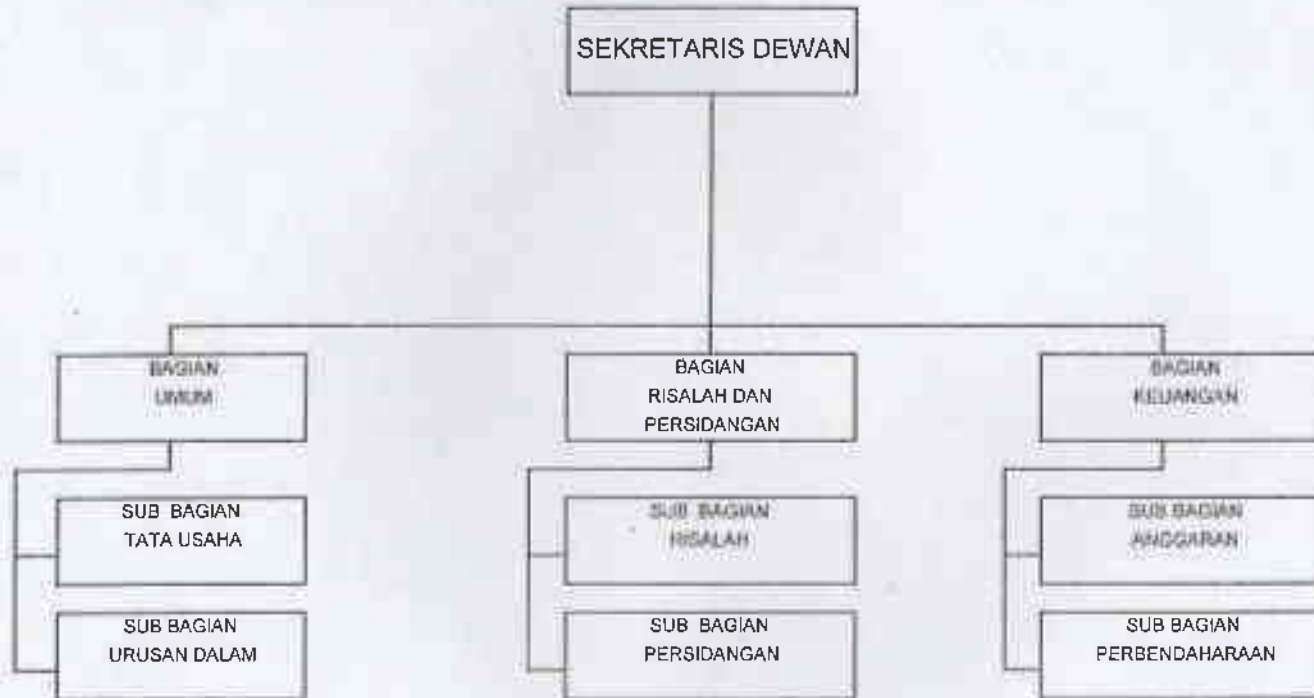 SEKRETARIS DEWAN
BAGIAN
UMUM
BAGIAN
RISALAH DAN
PERSIDANGAN
BAGIAN
KEUANGAN
SUB BAGIAN
TATA USAHA
SUB BAGIAN
URUSAN DALAM
SUB BAGIAN
RISALAH
SUB BAGIAN
PERSIDANGAN
SUB BAGIAN
ANGGARAN
SUB BAGIAN
PERBENDAHARAAN